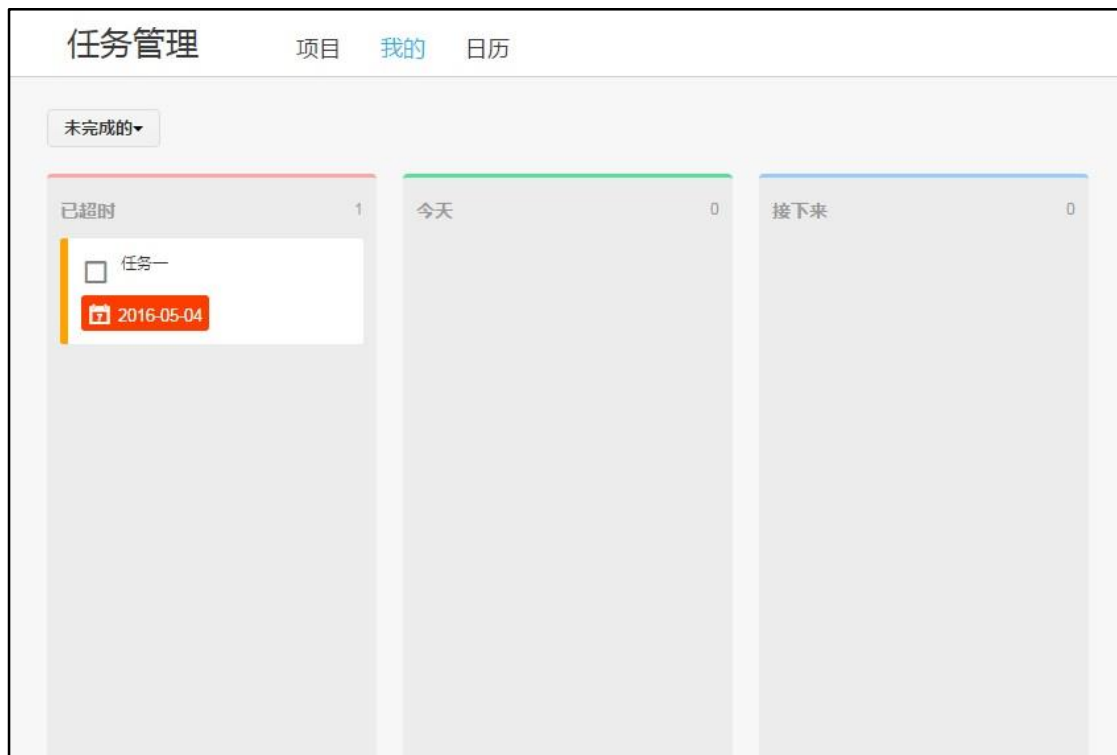 任务管理 项目 我的 日历
未完成的
已超时 1 今天 0 接下来 0
任务一
7 2016-05-04